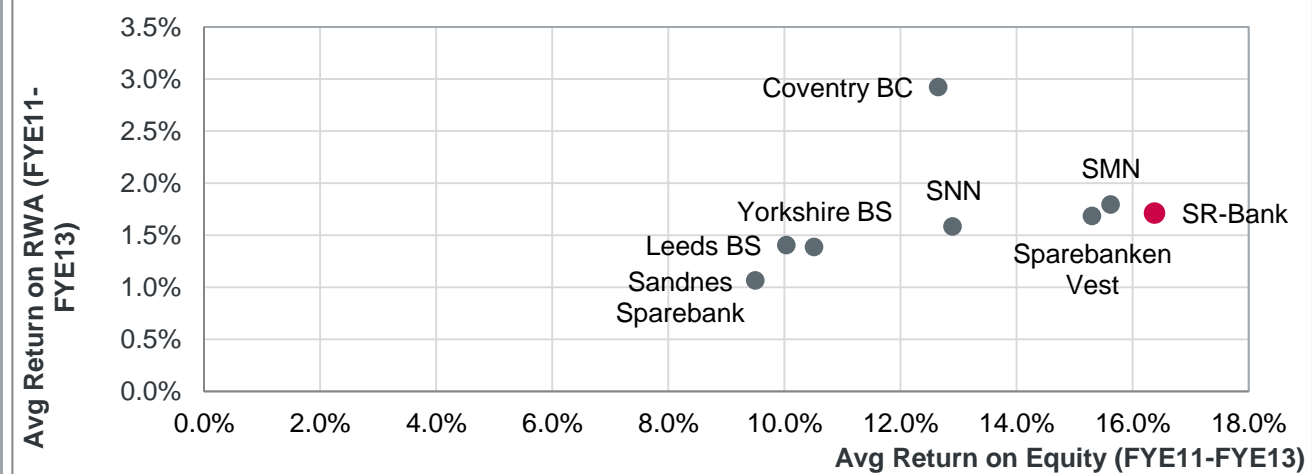 Avg Return on RWA (FYE11-
FYE13)
3.5%
3.0%
2.5%
2.0%
1.5%
1.0%
0.5%
0.0%
Coventry BC
SMN
SNN
SR-Bank
Yorkshire BS
Leeds BS
Sparebanken
Vest
Sandnes
Sparebank
0.0%
2.0%
4.0%
6.0%
8.0%
10.0%
12.0%
14.0%
16.0%
18.0%
Avg Return on Equity (FYE11-FYE13)